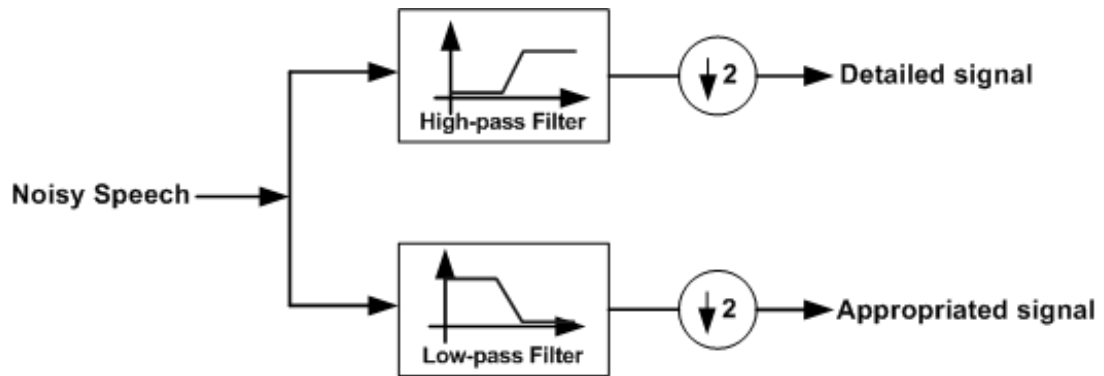 High-pass Filter
↓2
Detailed signal
Noisy Speech
Low-pass Filter
↓2
Appropriated signal